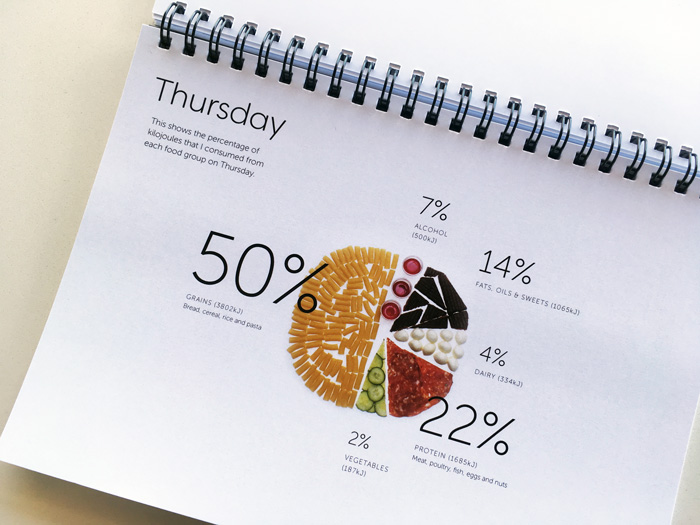 Thursday
This shows the percentage of
kilojoules that I consumed from
each food group on Thursday.
7%
ALCOHOL
(500kJ)
14%
FATS, OILS & SWEETS (1065kJ)
50%
GRAINS (3802kJ)
Bread, cereal, rice and pasta
4%
DAIRY (334kJ)
22%
PROTEIN (1685kJ)
Meat, poultry, fish, eggs and nuts
2%
VEGETABLES
(187kJ)